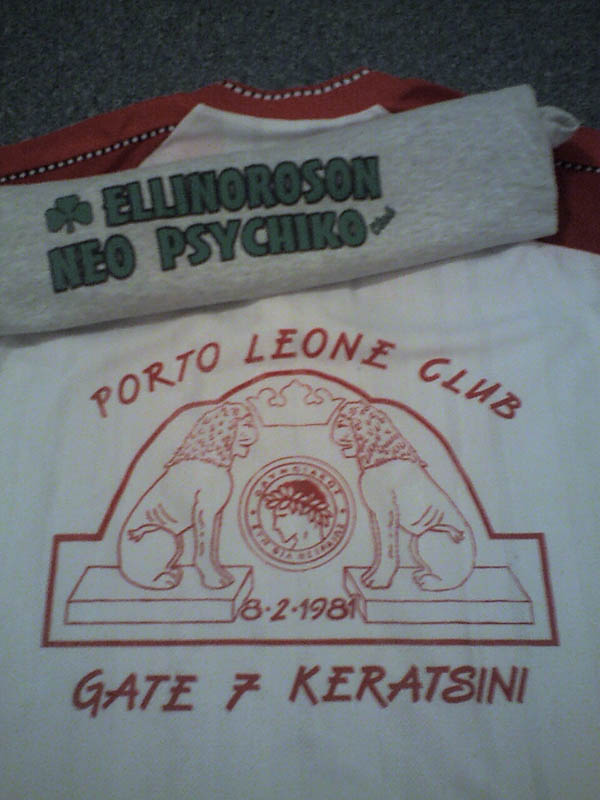 ELLINOROSON
NEO PSYCHIKO
PORTO LEONE CLUB
8·2·1981
GATE 7 KERATSINI